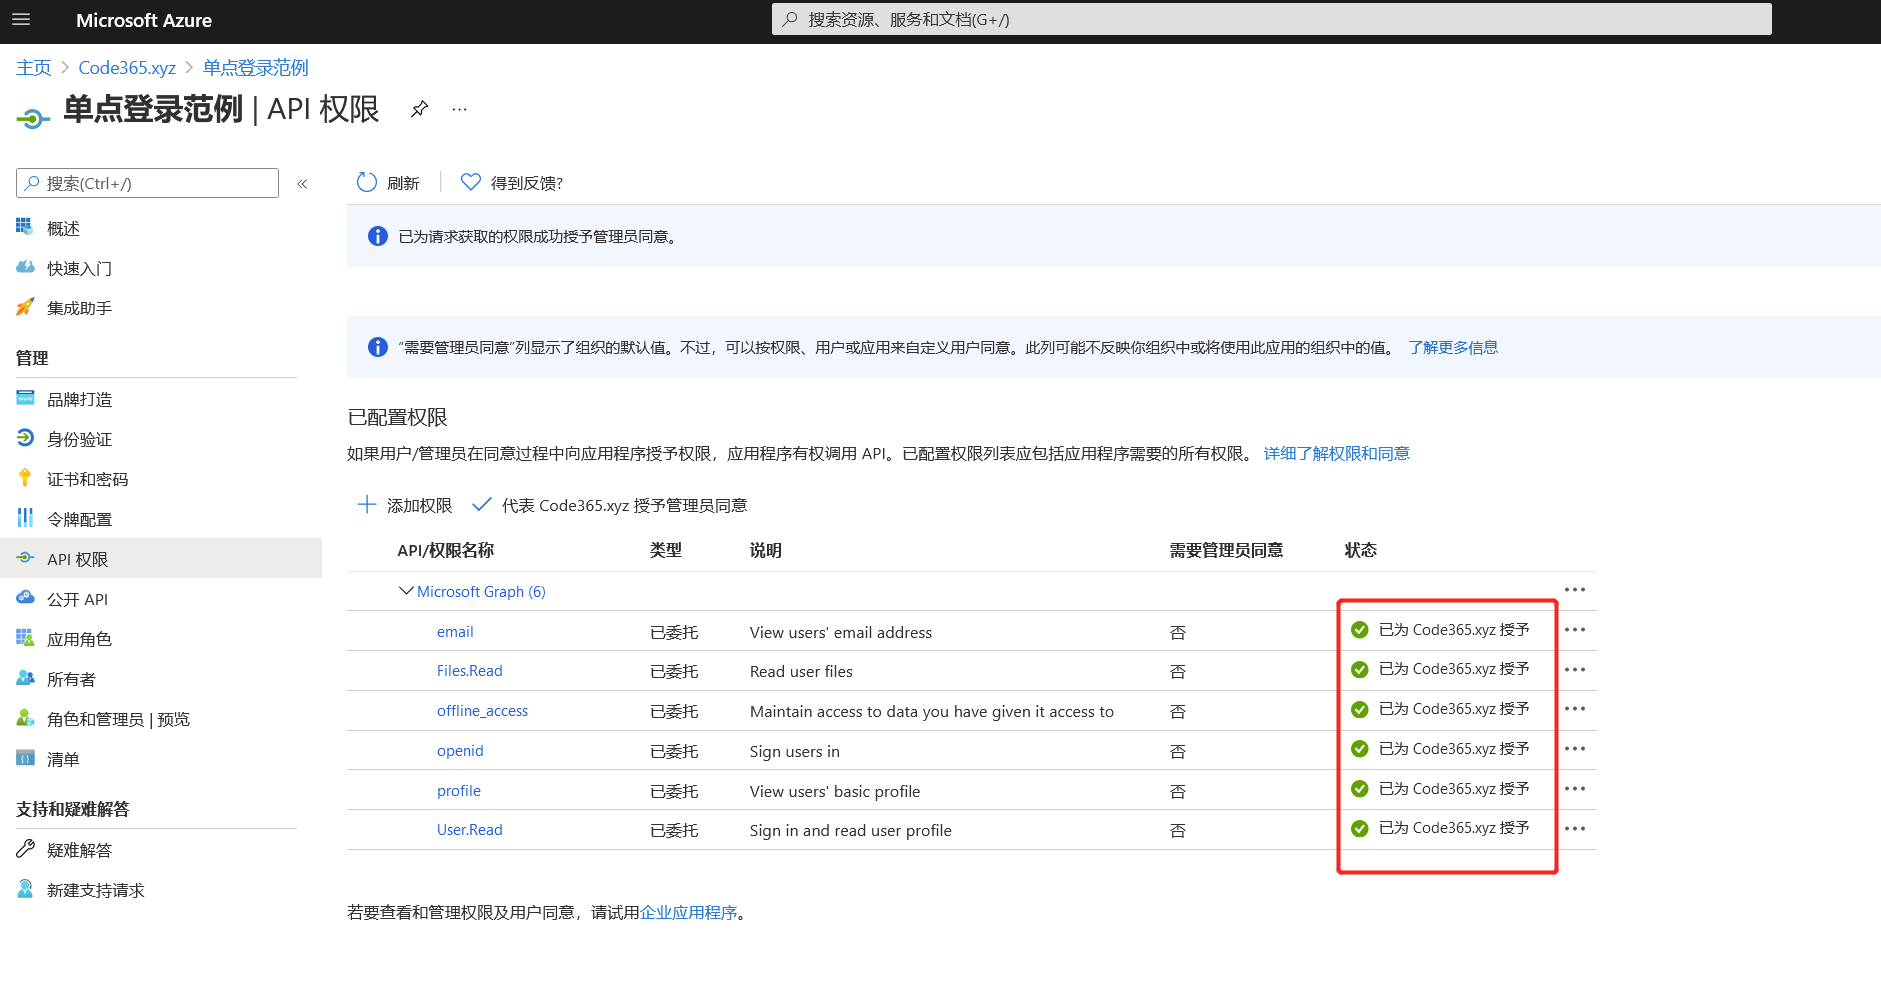 Microsoft Azure
搜索资源、服务和文档(G+/)
主页 > Code365.xyz > 单点登录范例
单点登录范例 | API 权限
搜索(Ctrl+/)
概述
快速入门
集成助手
管理
品牌打造
身份验证
证书和密码
令牌配置
API 权限
公开 API
应用角色
所有者
角色和管理员 | 预览
清单
支持和疑难解答
疑难解答
新建支持请求
刷新
得到反馈?
已为请求获取的权限成功授予管理员同意。
“需要管理员同意”列显示了组织的默认值。不过，可以按权限、用户或应用来自定义用户同意。此列可能不反映你组织中或将使用此应用的组织中的值。 了解更多信息
已配置权限
如果用户/管理员在同意过程中向应用程序授予权限，应用程序有权调用 API。已配置权限列表应包括应用程序需要的所有权限。 详细了解权限和同意
添加权限 代表 Code365.xyz 授予管理员同意
API/权限名称 类型 说明 需要管理员同意 状态
Microsoft Graph (6)
email 已委托 View users' email address 否 已为 Code365.xyz 授予
Files.Read 已委托 Read user files 否 已为 Code365.xyz 授予
offline_access 已委托 Maintain access to data you have given it access to 否 已为 Code365.xyz 授予
openid 已委托 Sign users in 否 已为 Code365.xyz 授予
profile 已委托 View users' basic profile 否 已为 Code365.xyz 授予
User.Read 已委托 Sign in and read user profile 否 已为 Code365.xyz 授予
若要查看和管理权限及用户同意，请试用企业应用程序。